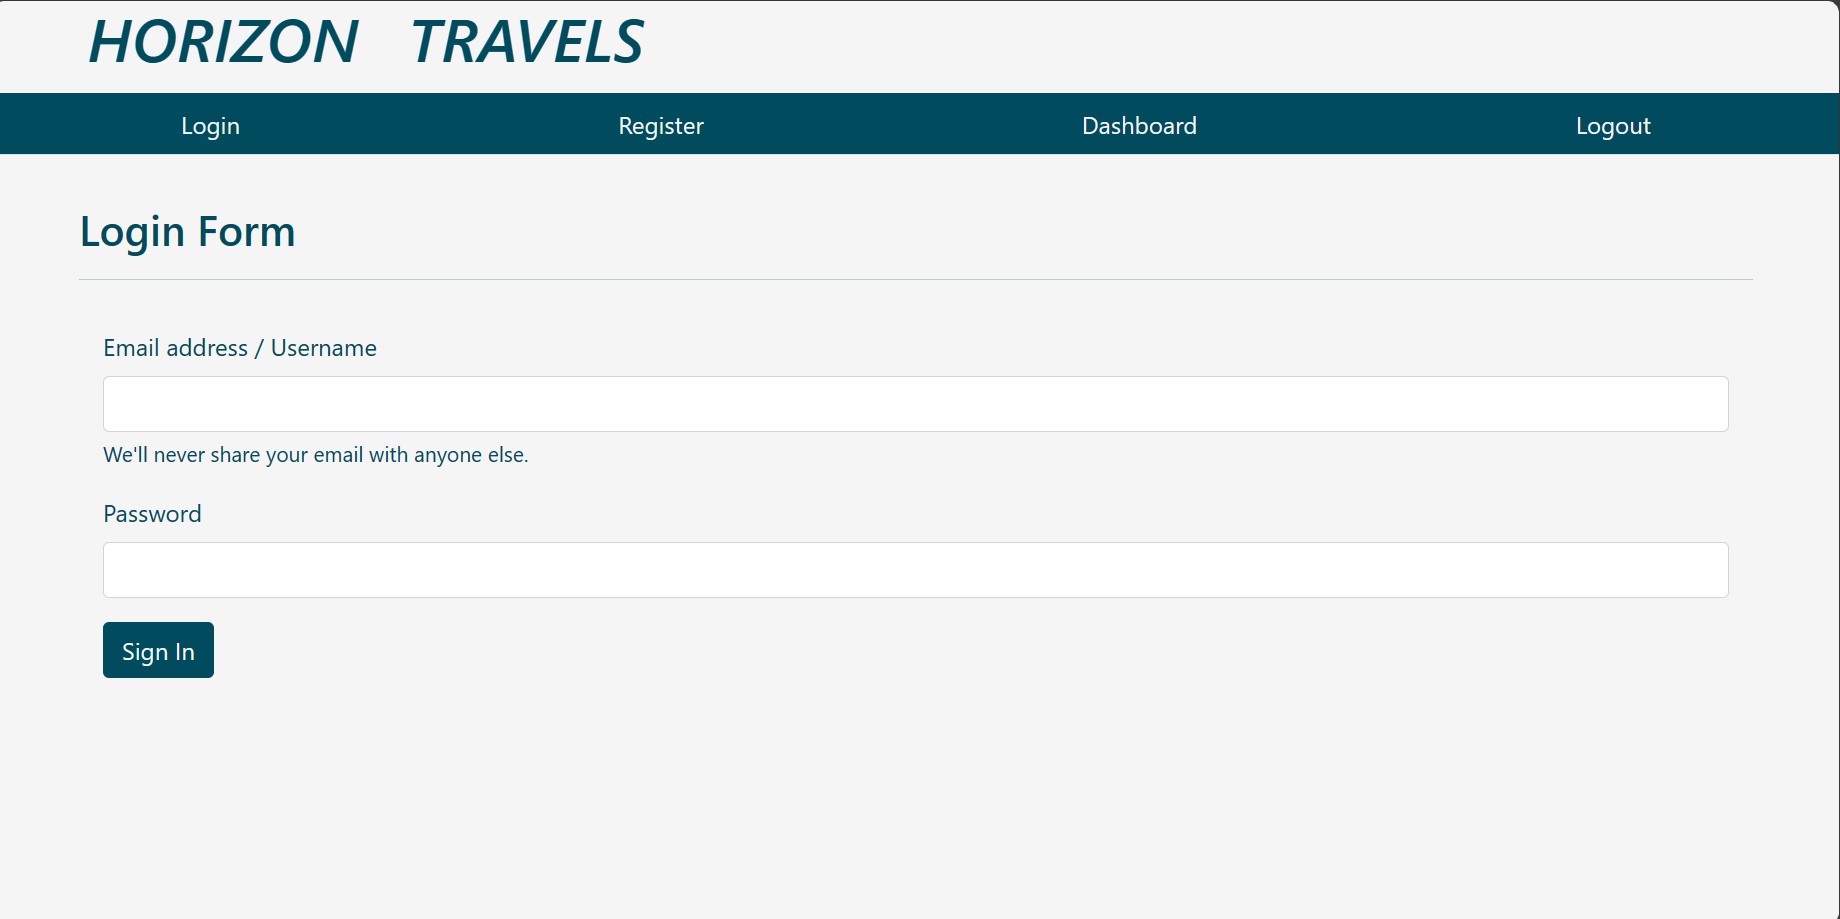 HORIZON TRAVELS
Login Register Dashboard Logout
Login Form
Email address / Username
We'll never share your email with anyone else.
Password
Sign In